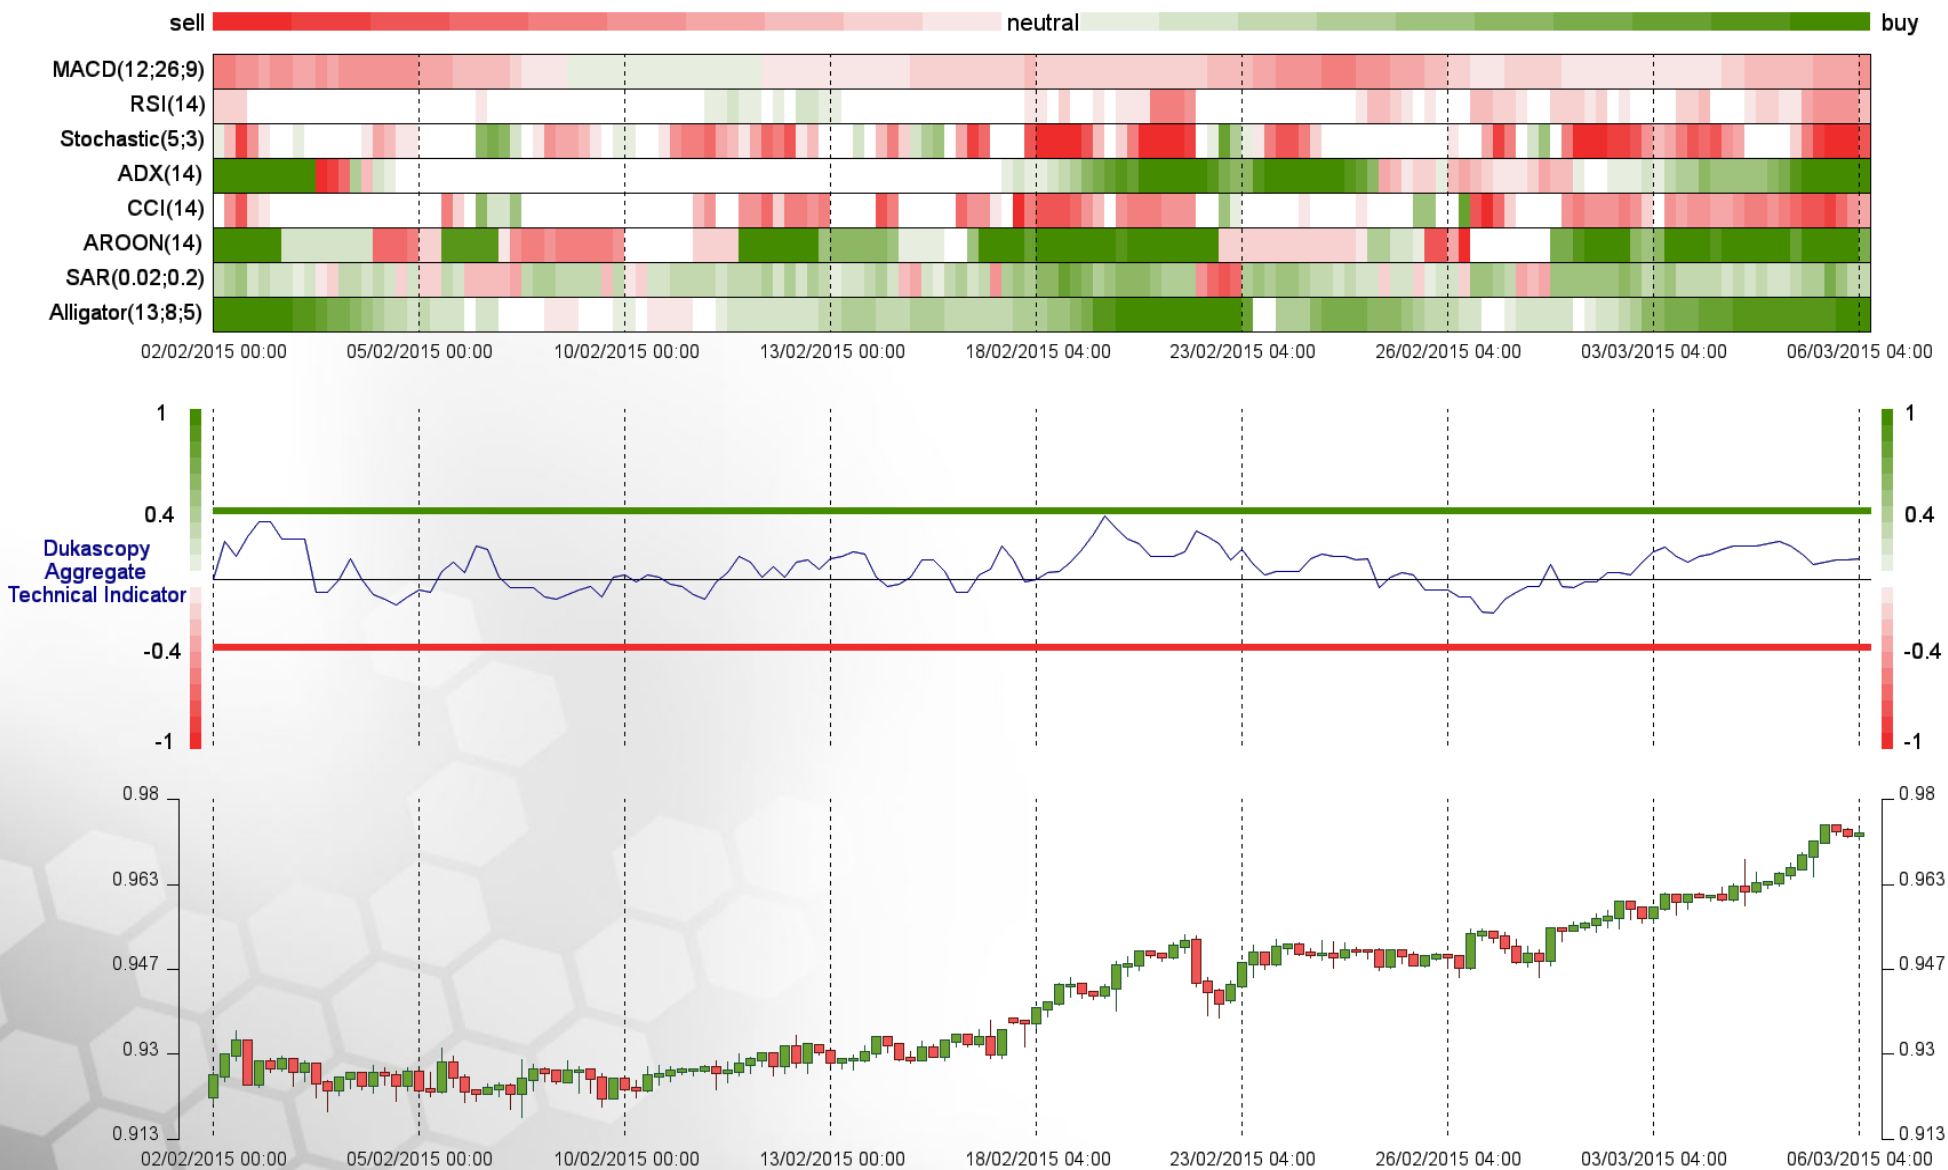 sell neutral buy
MACD(12;26;9)
RSI(14)
Stochastic(5;3)
ADX(14)
CCI(14)
AROON(14)
SAR(0.02;0.2)
Alligator(13;8;5)
02/02/2015 00:00 05/02/2015 00:00 10/02/2015 00:00 13/02/2015 00:00 18/02/2015 04:00 23/02/2015 04:00 26/02/2015 04:00 03/03/2015 04:00 06/03/2015 04:00
1 1
0.4 0.4
Dukascopy
Aggregate
Technical Indicator
-0.4 -0.4
-1 -1
0.98 0.98
0.963 0.963
0.947 0.947
0.93 0.93
0.913 0.913
02/02/2015 00:00 05/02/2015 00:00 10/02/2015 00:00 13/02/2015 00:00 18/02/2015 04:00 23/02/2015 04:00 26/02/2015 04:00 03/03/2015 04:00 06/03/2015 04:00